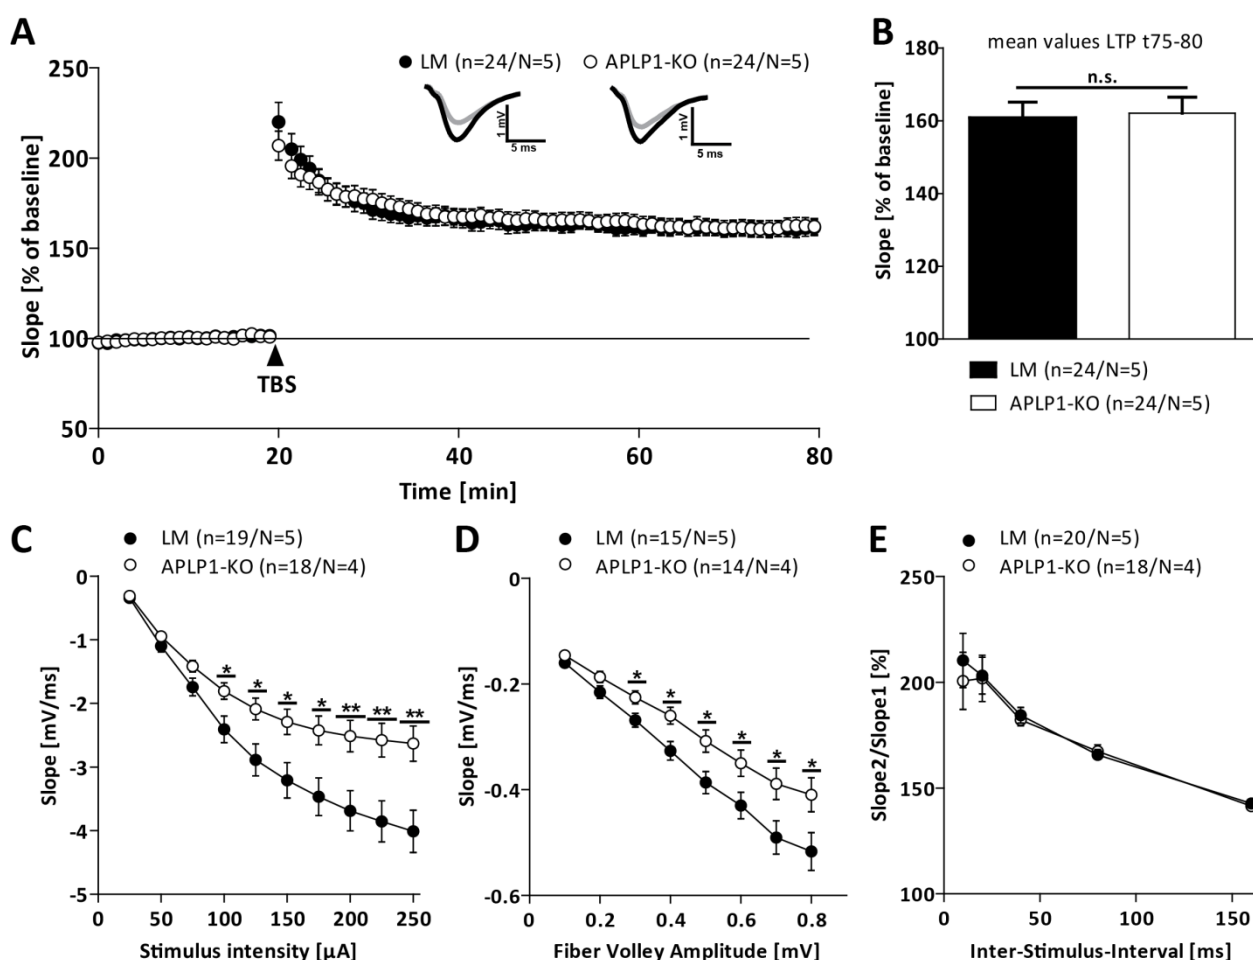 A
LM (n=24/N=5) APLP1-KO (n=24/N=5)
1 mV
5 ms
1 mV
5 ms
Slope [% of baseline]
250
200
150
100
50
TBS
0 20 40 60 80
Time [min]
B
mean values LTP t75-80
n.s.
Slope [% of baseline]
180
160
140
120
100
LM (n=24/N=5)
APLP1-KO (n=24/N=5)
C
LM (n=19/N=5)
APLP1-KO (n=18/N=4)
Slope [mV/ms]
0
-1
-2
-3
-4
-5
* * * * ** ** **
0 50 100 150 200 250
Stimulus intensity [µA]
D
LM (n=15/N=5)
APLP1-KO (n=14/N=4)
Slope [mV/ms]
0
-0.2
-0.4
-0.6
* * * * * *
0.2 0.4 0.6 0.8
Fiber Volley Amplitude [mV]
E
LM (n=20/N=5)
APLP1-KO (n=18/N=4)
Slope2/Slope1 [%]
250
200
150
100
0 50 100 150
Inter-Stimulus-Interval [ms]